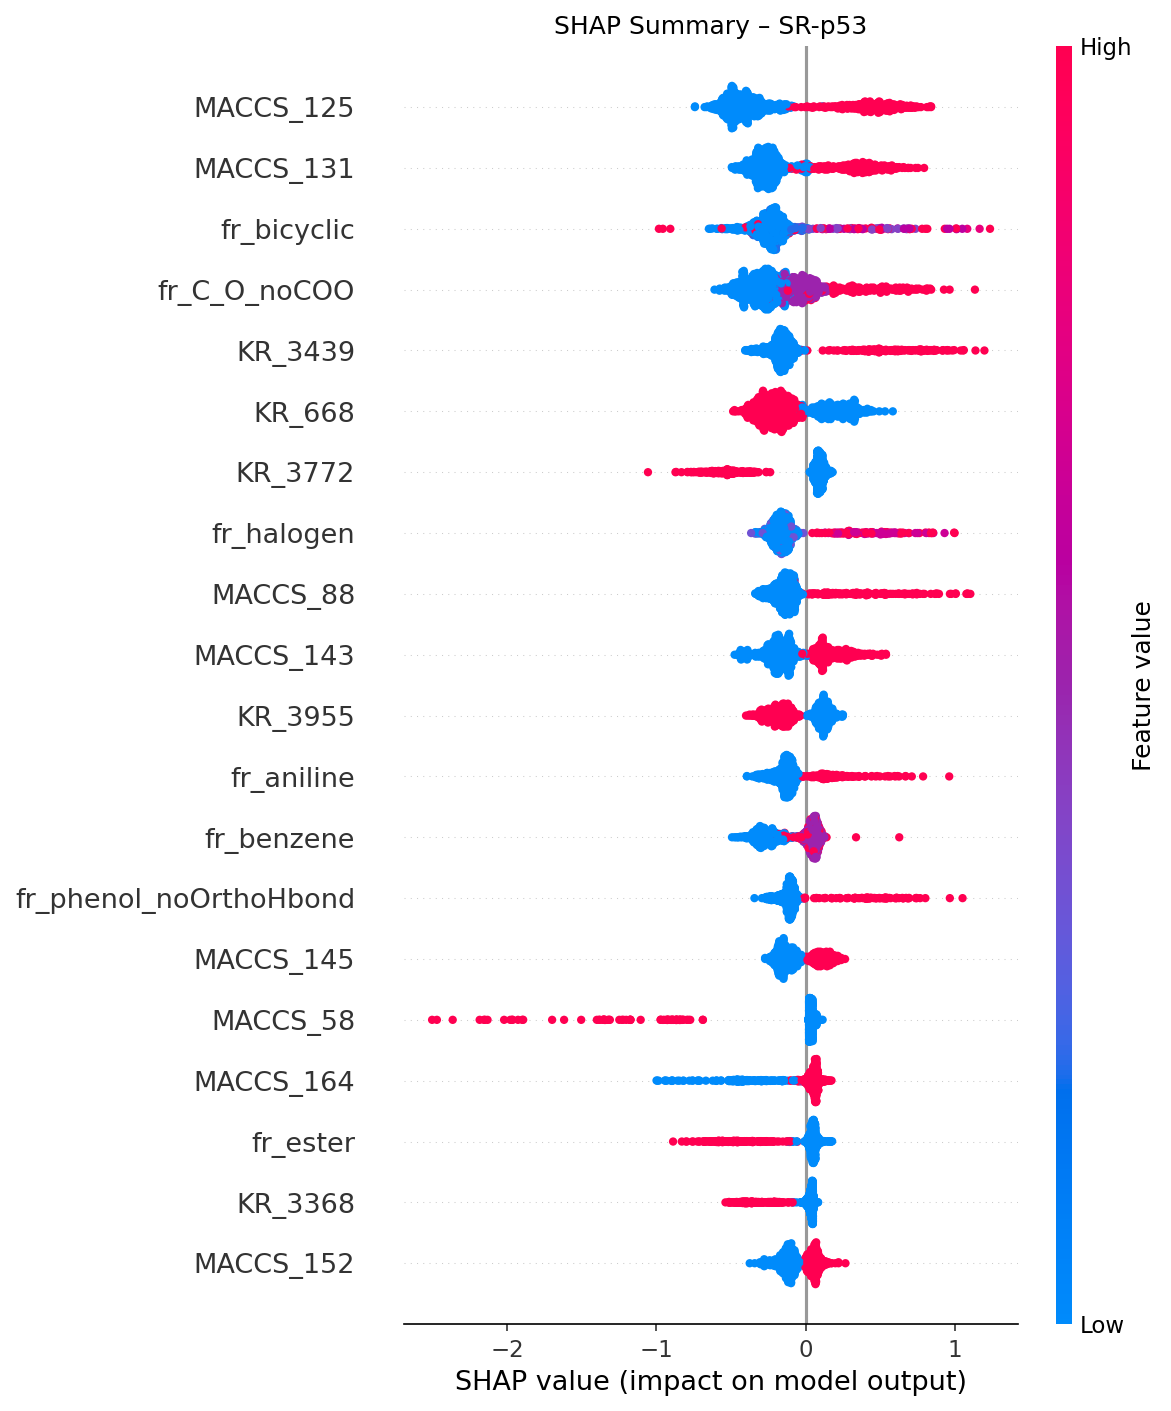 SHAP Summary – SR-p53
High
MACCS_125
MACCS_131
fr_bicyclic
fr_C_O_noCOO
KR_3439
KR_668
KR_3772
fr_halogen
MACCS_88
MACCS_143
KR_3955
fr_aniline
fr_benzene
fr_phenol_noOrthoHbond
MACCS_145
MACCS_58
MACCS_164
fr_ester
KR_3368
MACCS_152
Feature value
Low
−2 −1 0 1
SHAP value (impact on model output)